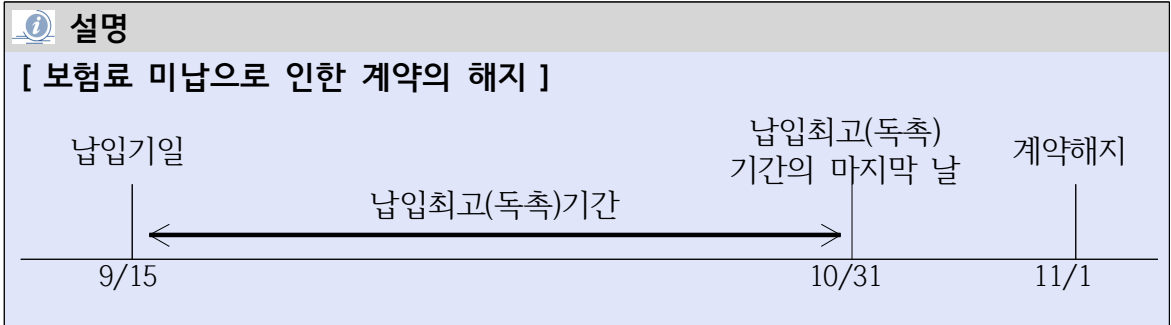 설명
[ 보험료 미납으로 인한 계약의 해지 ]
납입기일
납입최고(독촉)
기간의 마지막 날
계약해지
납입최고(독촉)기간
9/15
10/31
11/1